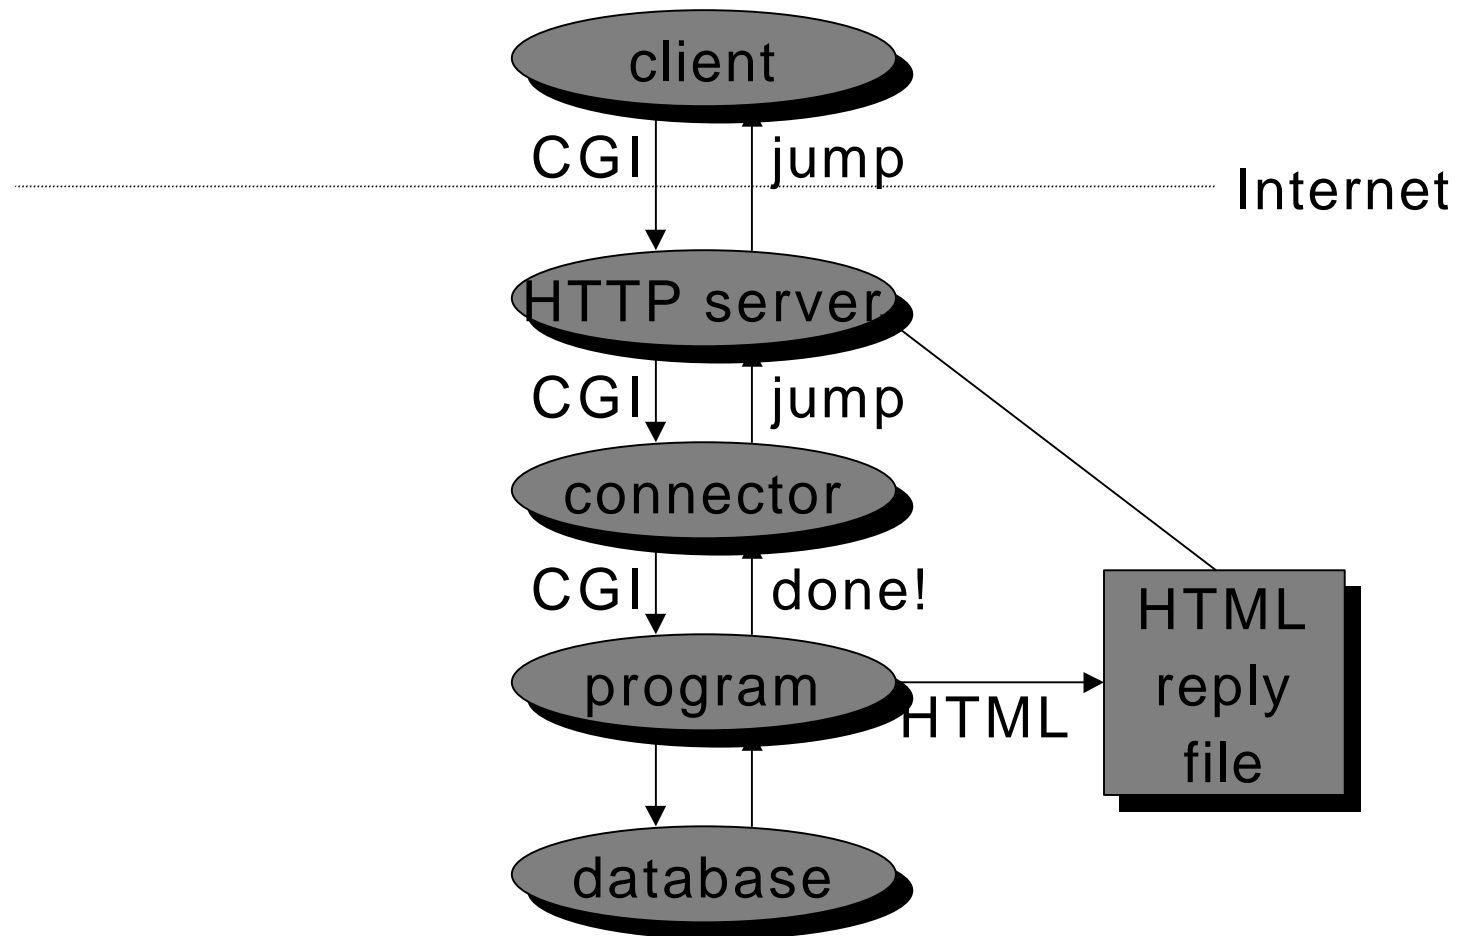 client
CGI
jump
Internet
HTTP server
CGI
jump
connector
CGI
done!
program
HTML
HTML
reply
file
database